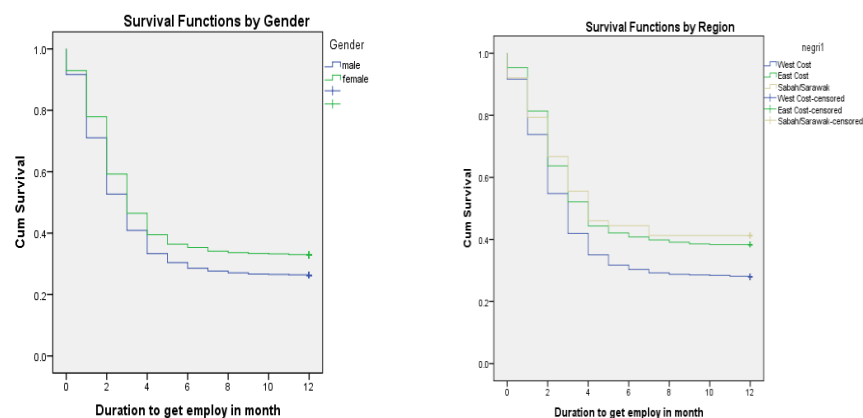 Survival Functions by Gender
Gender
male
female
Cum Survival
1.0
0.8
0.6
0.4
0.2
0.0
0 2 4 6 8 10 12
Duration to get employ in month
Survival Functions by Region
negri1
West Cost
East Cost
Sabah/Sarawak
West Cost-censored
East Cost-censored
Sabah/Sarawak-censored
Cum Survival
1.0
0.8
0.6
0.4
0.2
0.0
0 2 4 6 8 10 12
Duration to get employ in month